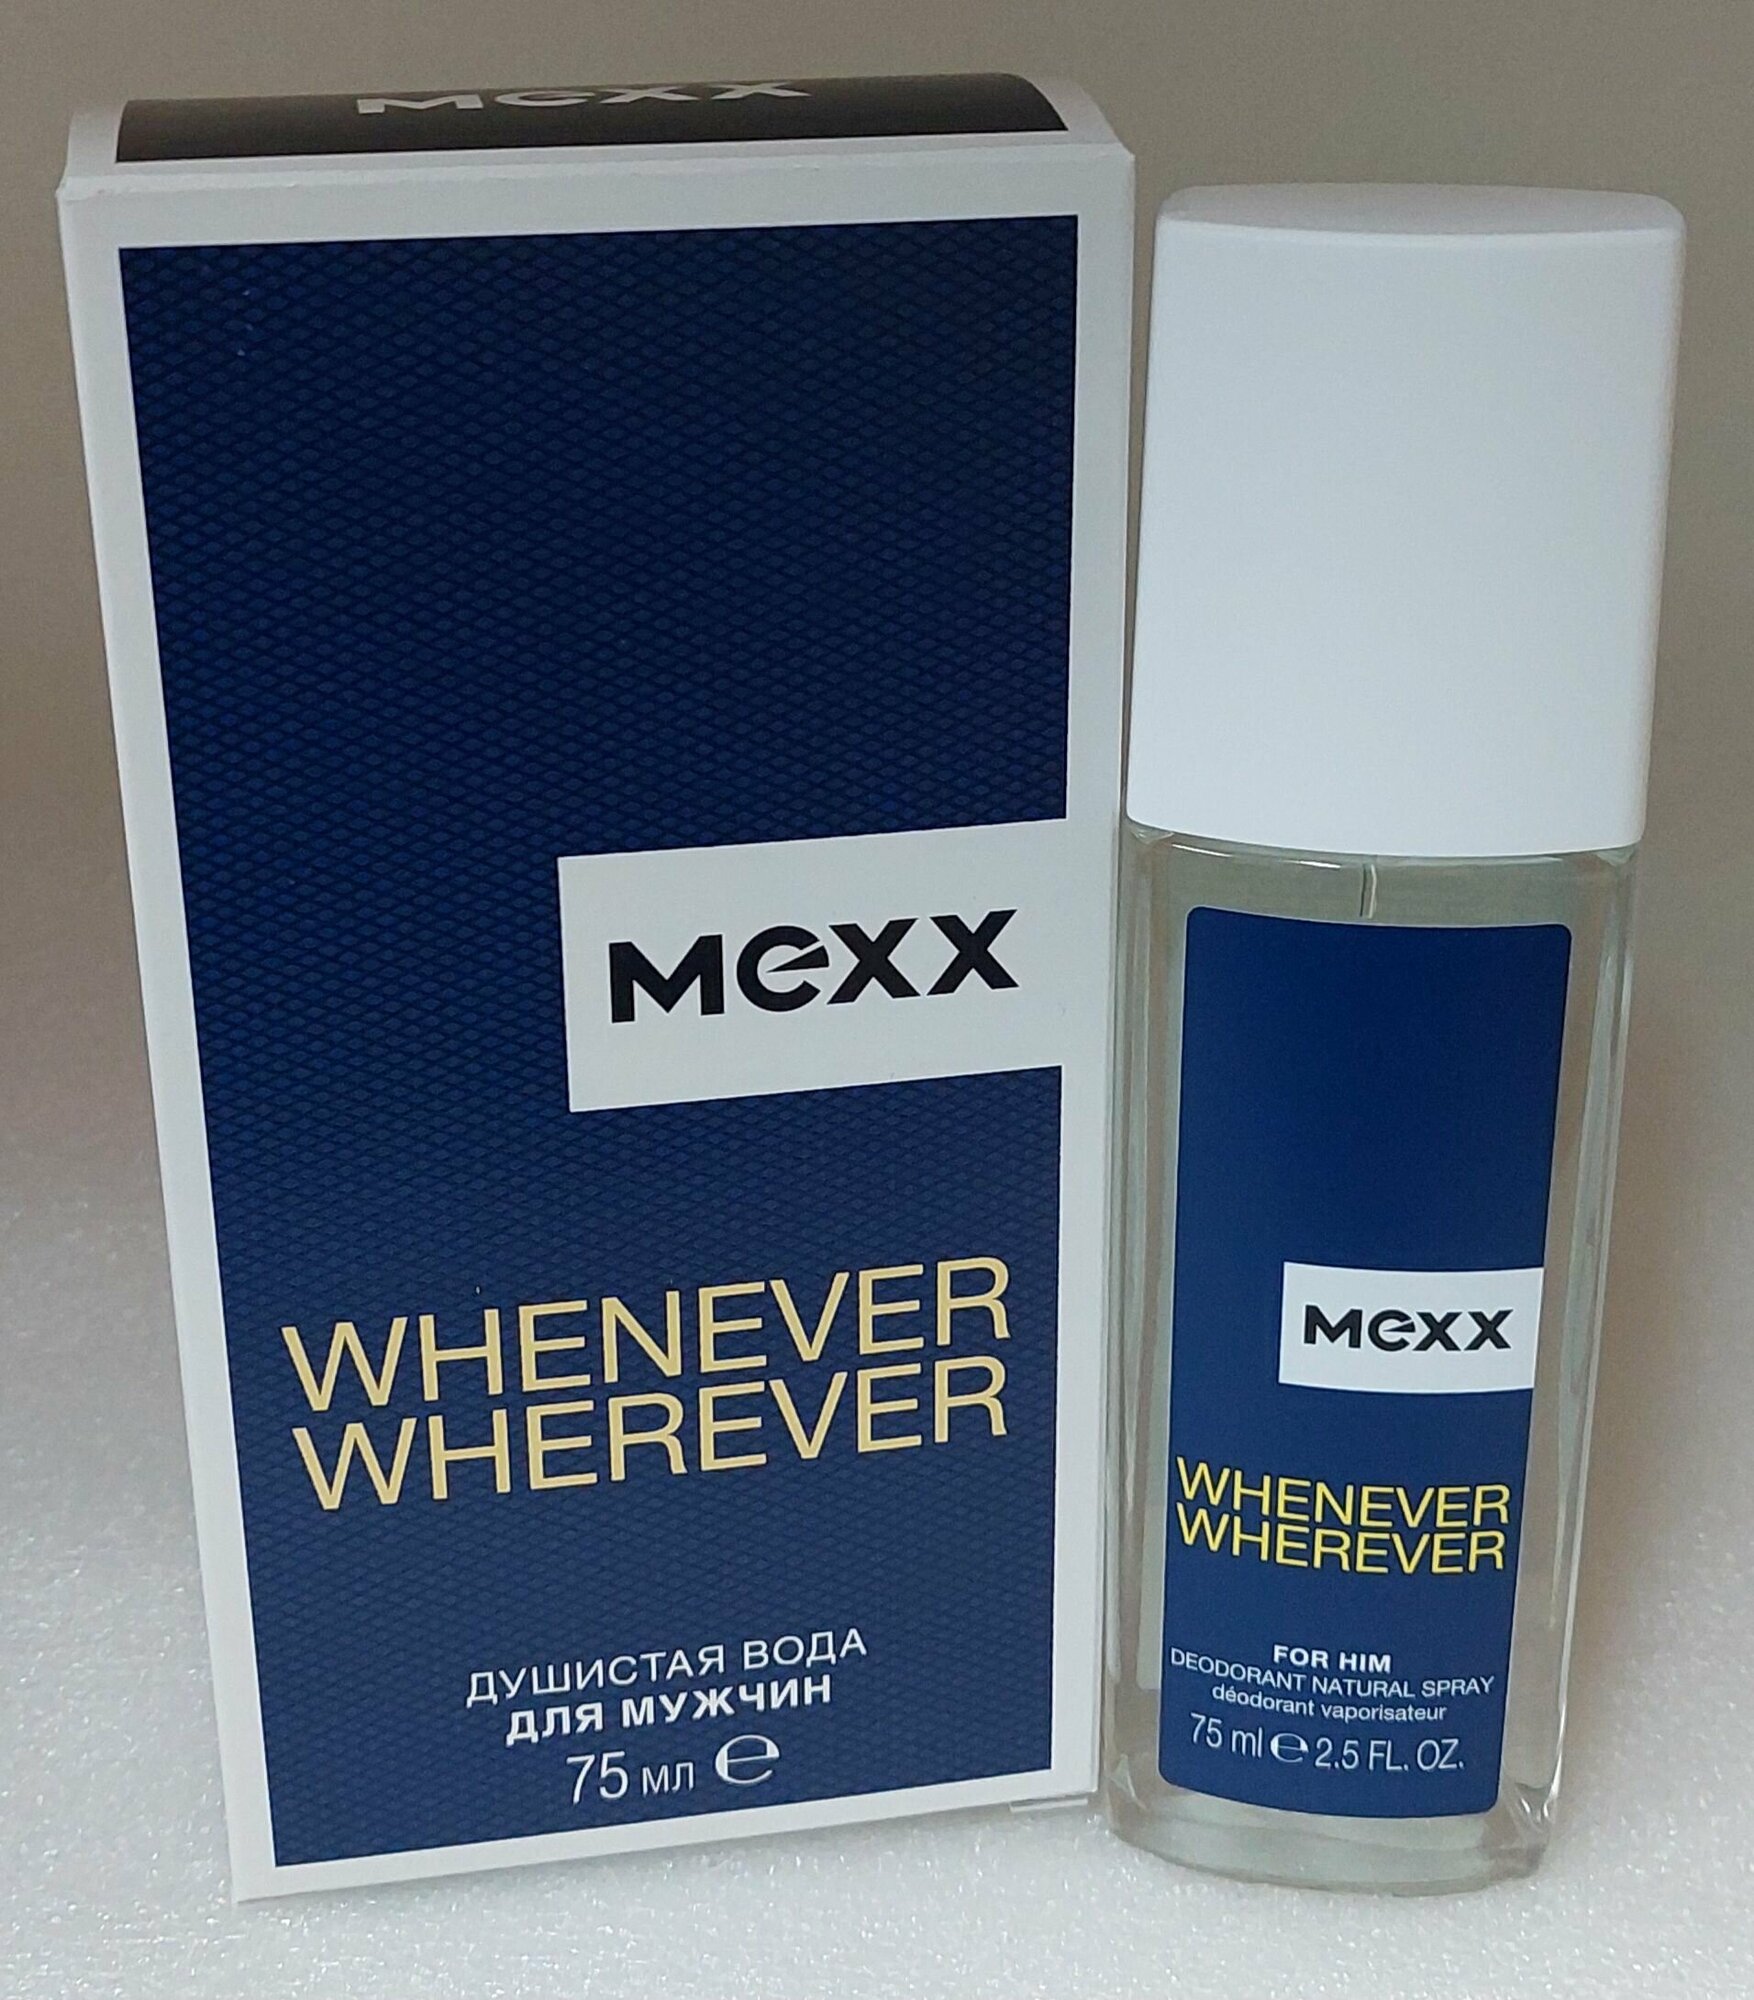 Mexx
Mexx
WHENEVER
WHEREVER
ДУШИСТАЯ ВОДА
ДЛЯ МУЖЧИН
75 мл e
Mexx
WHENEVER
WHEREVER
FOR HIM
DEODORANT NATURAL SPRAY
déodorant vaporisateur
75 ml e 2.5 FL. OZ.